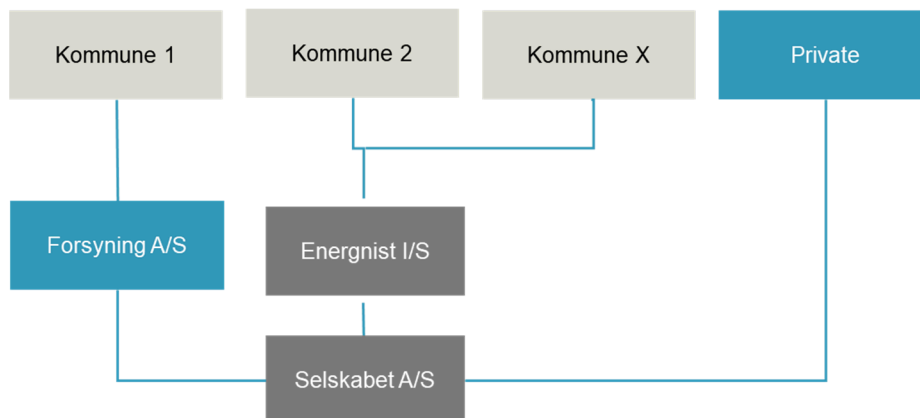 Kommune 1
Kommune 2
Kommune X
Private
Forsyning A/S
Energnist I/S
Selskabet A/S